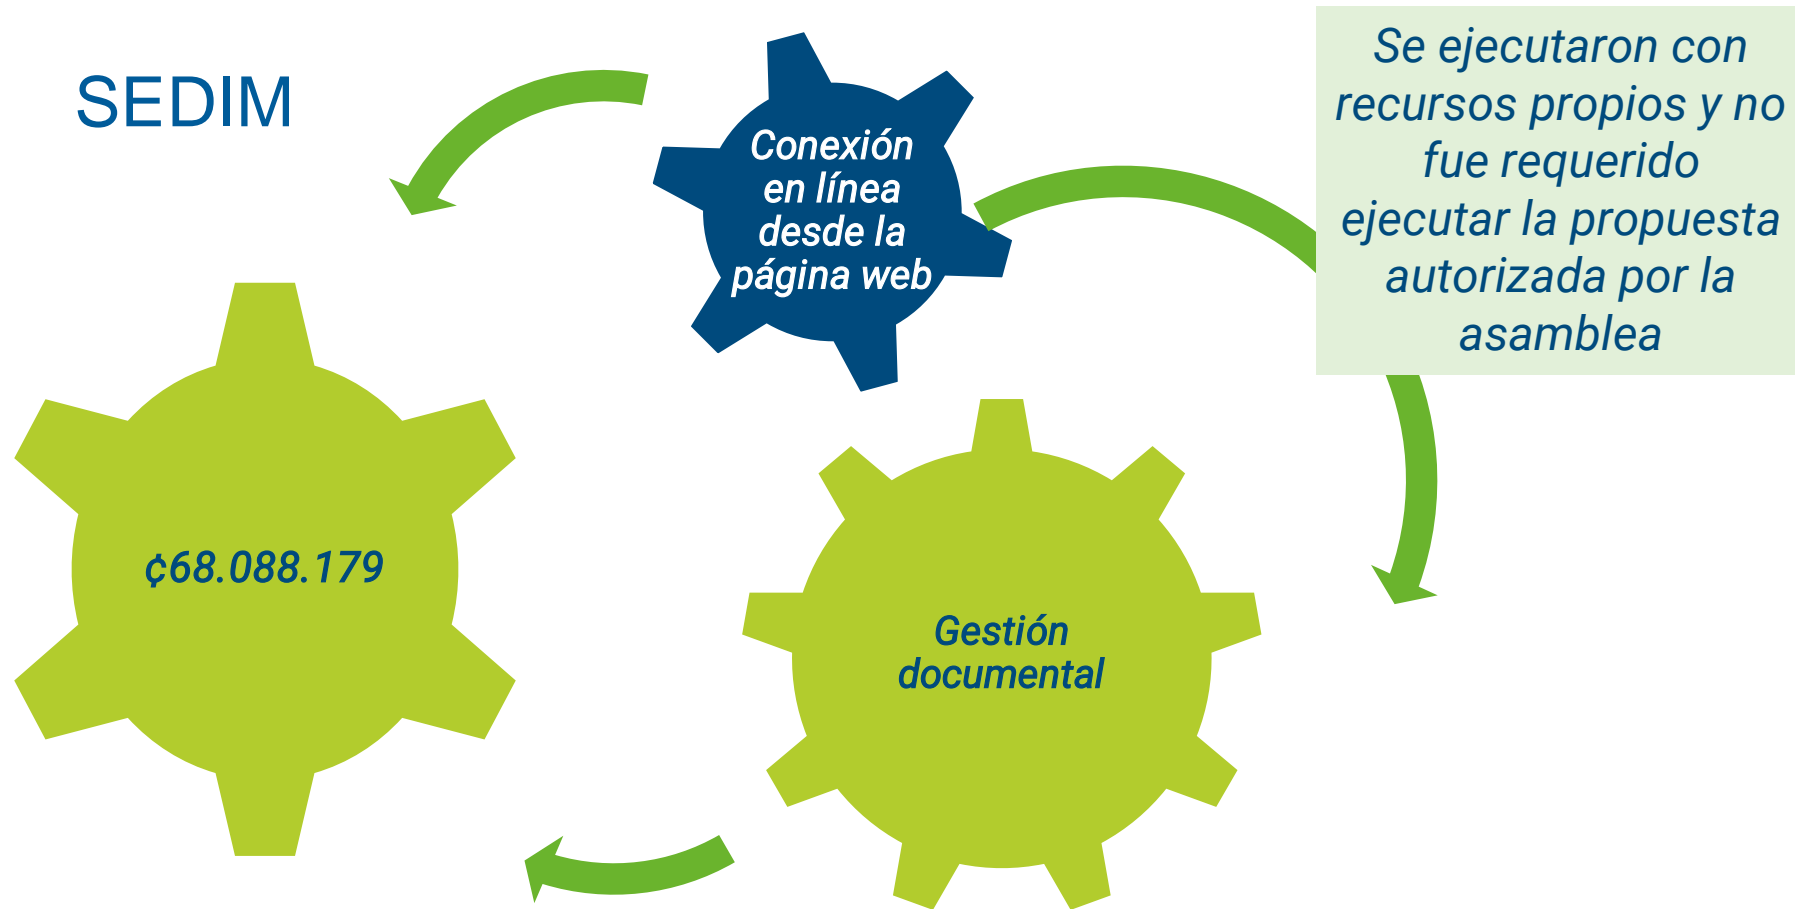 SEDIM
Conexión
en línea
desde la
página web
Se ejecutaron con
recursos propios y no
fue requerido
ejecutar la propuesta
autorizada por la
asamblea
¢68.088.179
Gestión
documental